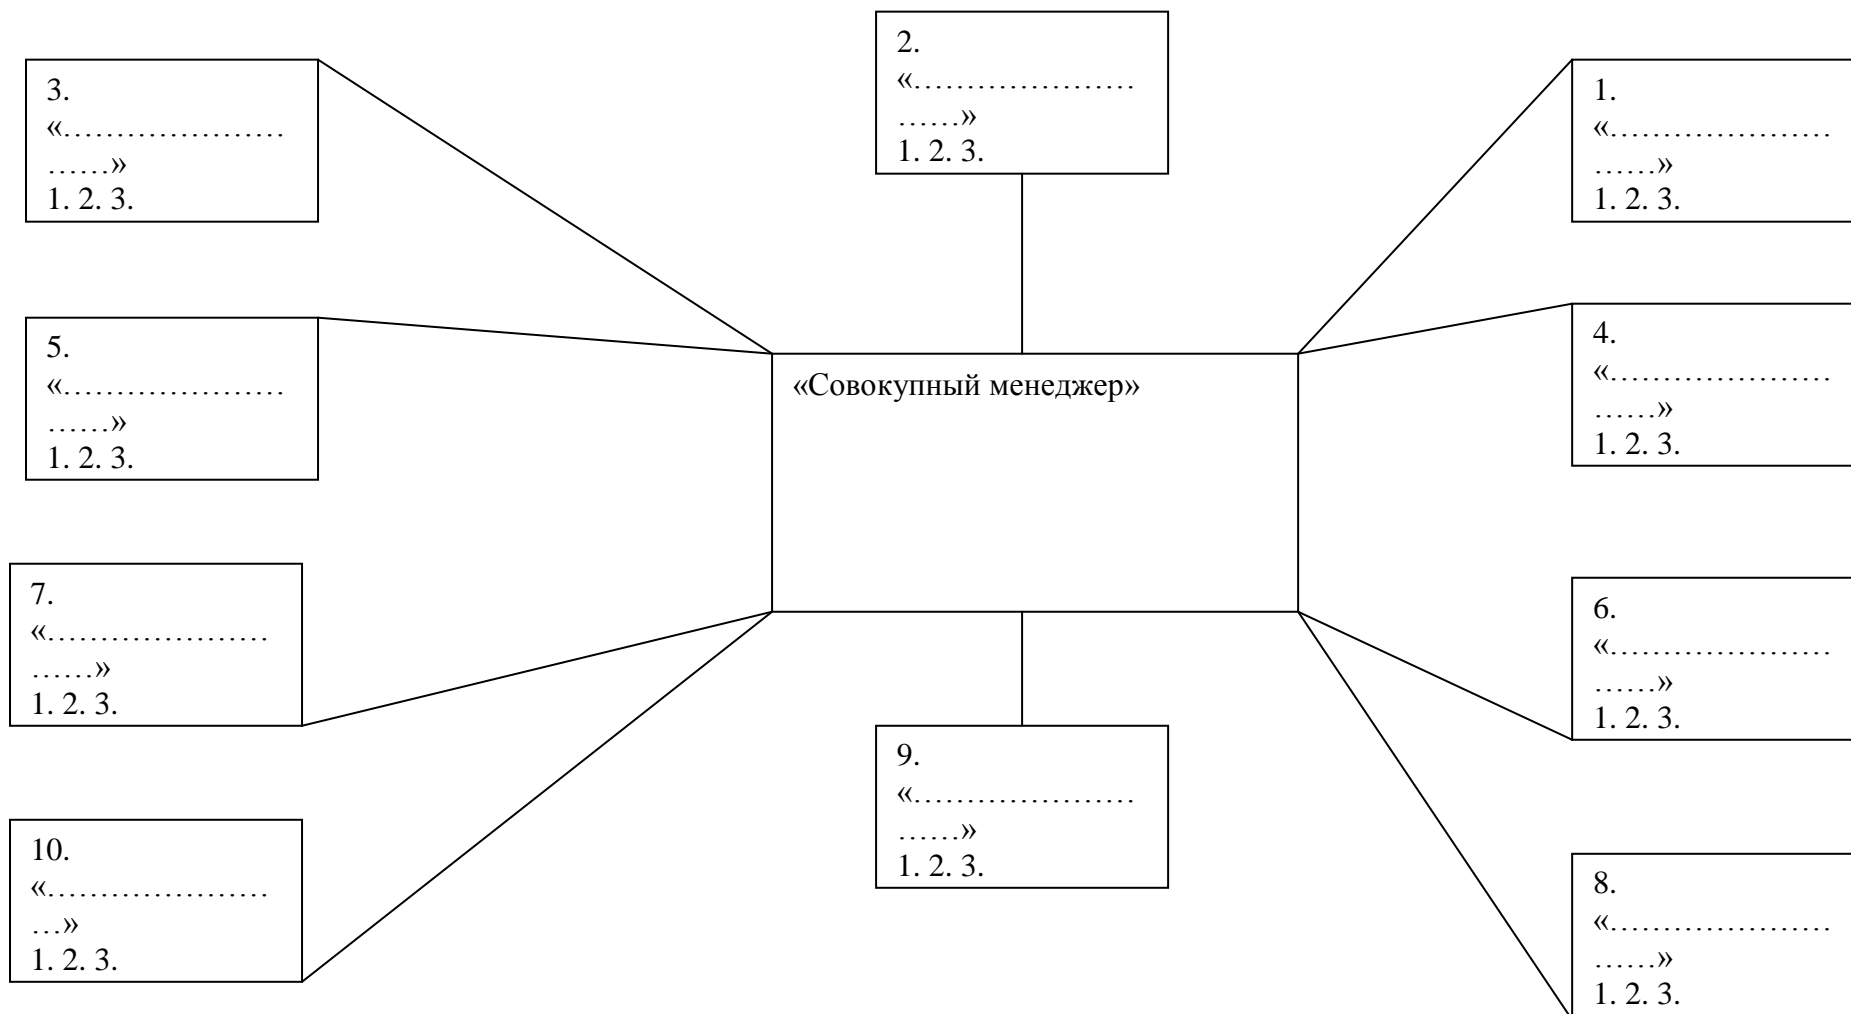 2.
«…………………
……»
1. 2. 3.
3.
«…………………
……»
1. 2. 3.
1.
«…………………
……»
1. 2. 3.
5.
«…………………
……»
1. 2. 3.
4.
«…………………
……»
1. 2. 3.
«Совокупный менеджер»
7.
«…………………
……»
1. 2. 3.
6.
«…………………
……»
1. 2. 3.
9.
«…………………
……»
1. 2. 3.
10.
«…………………
…»
1. 2. 3.
8.
«…………………
……»
1. 2. 3.